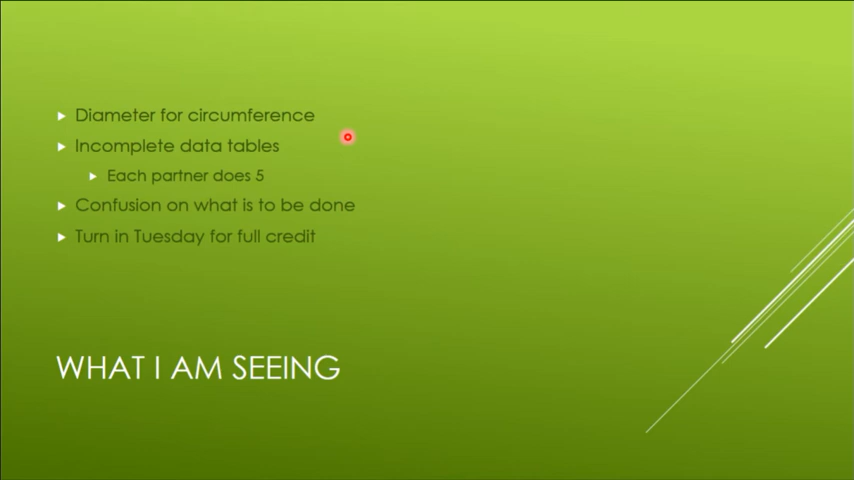 Diameter for circumference
Incomplete data tables
Each partner does 5
Confusion on what is to be done
Turn in Tuesday for full credit
WHAT I AM SEEING